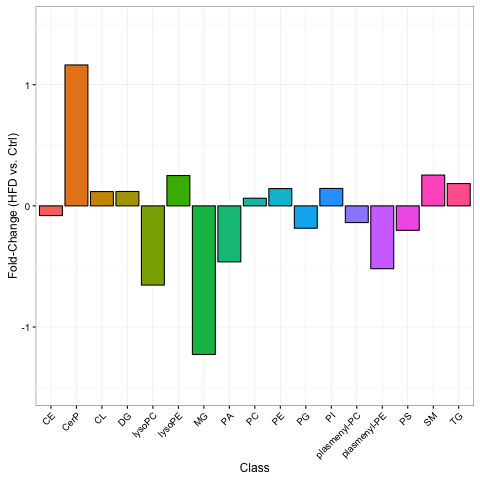 Fold-Change (HFD vs. Ctrl)
1
0
-1
CE
CerP
CL
DG
lysoPC
lysoPE
MG
PA
PC
PE
PG
PI
plasmenyl-PC
plasmenyl-PE
PS
SM
TG
Class